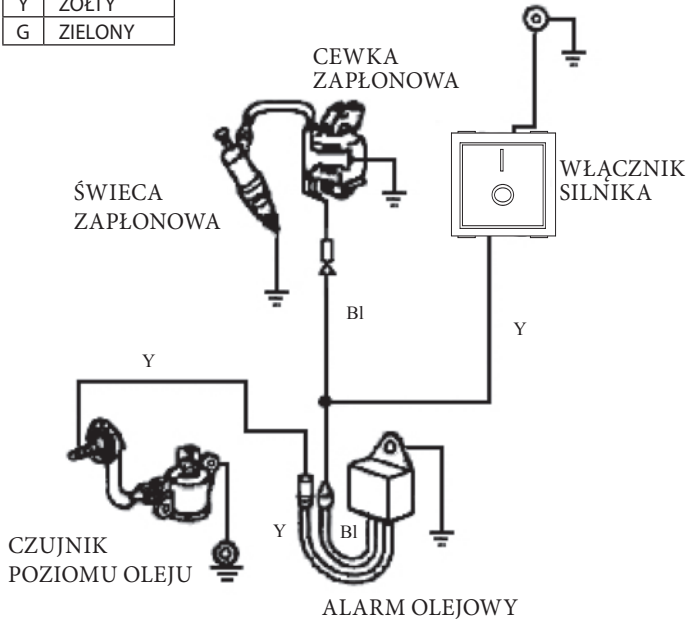 Y ŻÓŁTY
G ZIELONY
CEWKA
ZAPŁONOWA
WŁĄCZNIK
SILNIKA
ŚWIECA
ZAPŁONOWA
Bl
Y
Y
Y
Bl
CZUJNIK
POZIOMU OLEJU
ALARM OLEJOWY